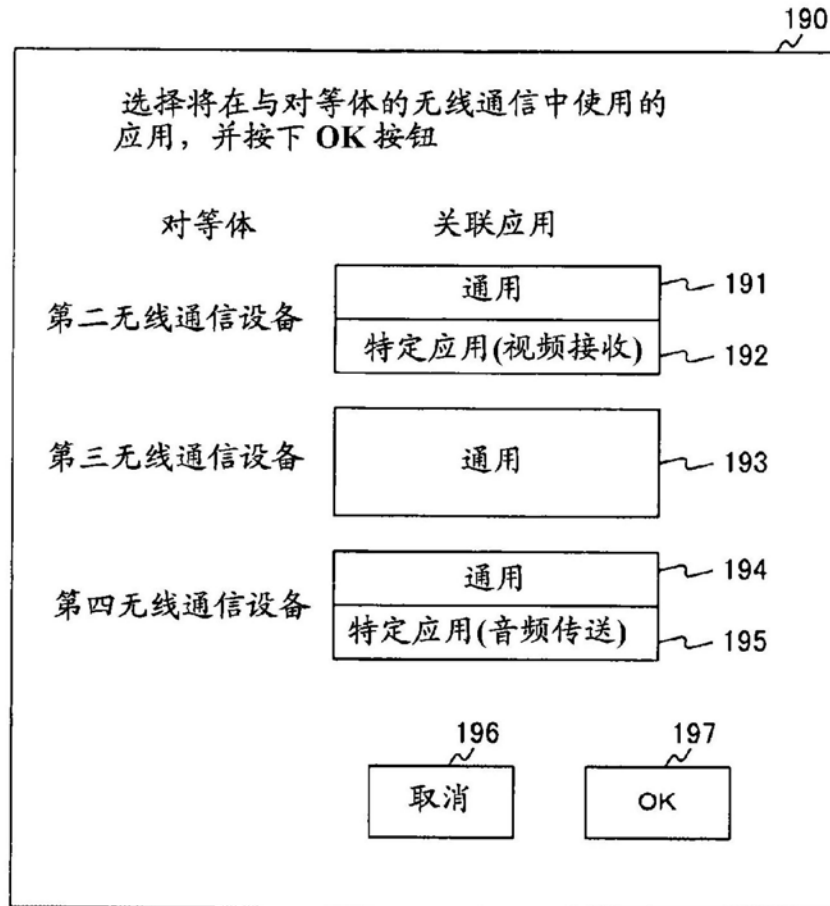 190
选择将在与对等体的无线通信中使用的
应用，并按下 OK 按钮
对等体 关联应用
第二无线通信设备
通用 191
特定应用(视频接收) 192
第三无线通信设备 通用 193
第四无线通信设备
通用 194
特定应用(音频传送) 195
196 197
取消 OK